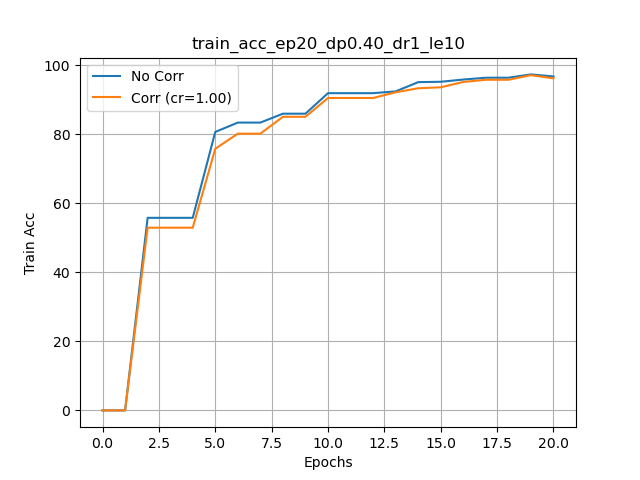 train_acc_ep20_dp0.40_dr1_le10
No Corr
Corr (cr=1.00)
Train Acc
100
80
60
40
20
0
0.0 2.5 5.0 7.5 10.0 12.5 15.0 17.5 20.0
Epochs